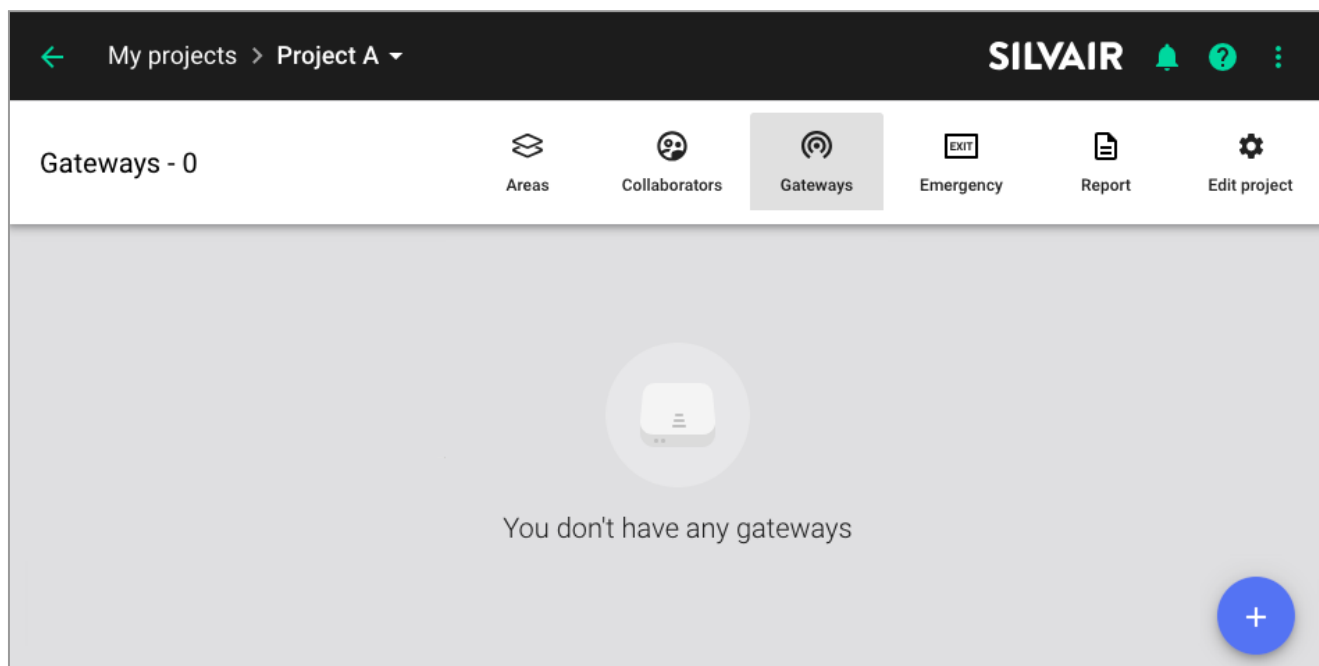 My projects > Project A
SILVAIR
?
Gateways - 0
Areas
Collaborators
Gateways
EXIT
Emergency
Report
Edit project
You don't have any gateways
+